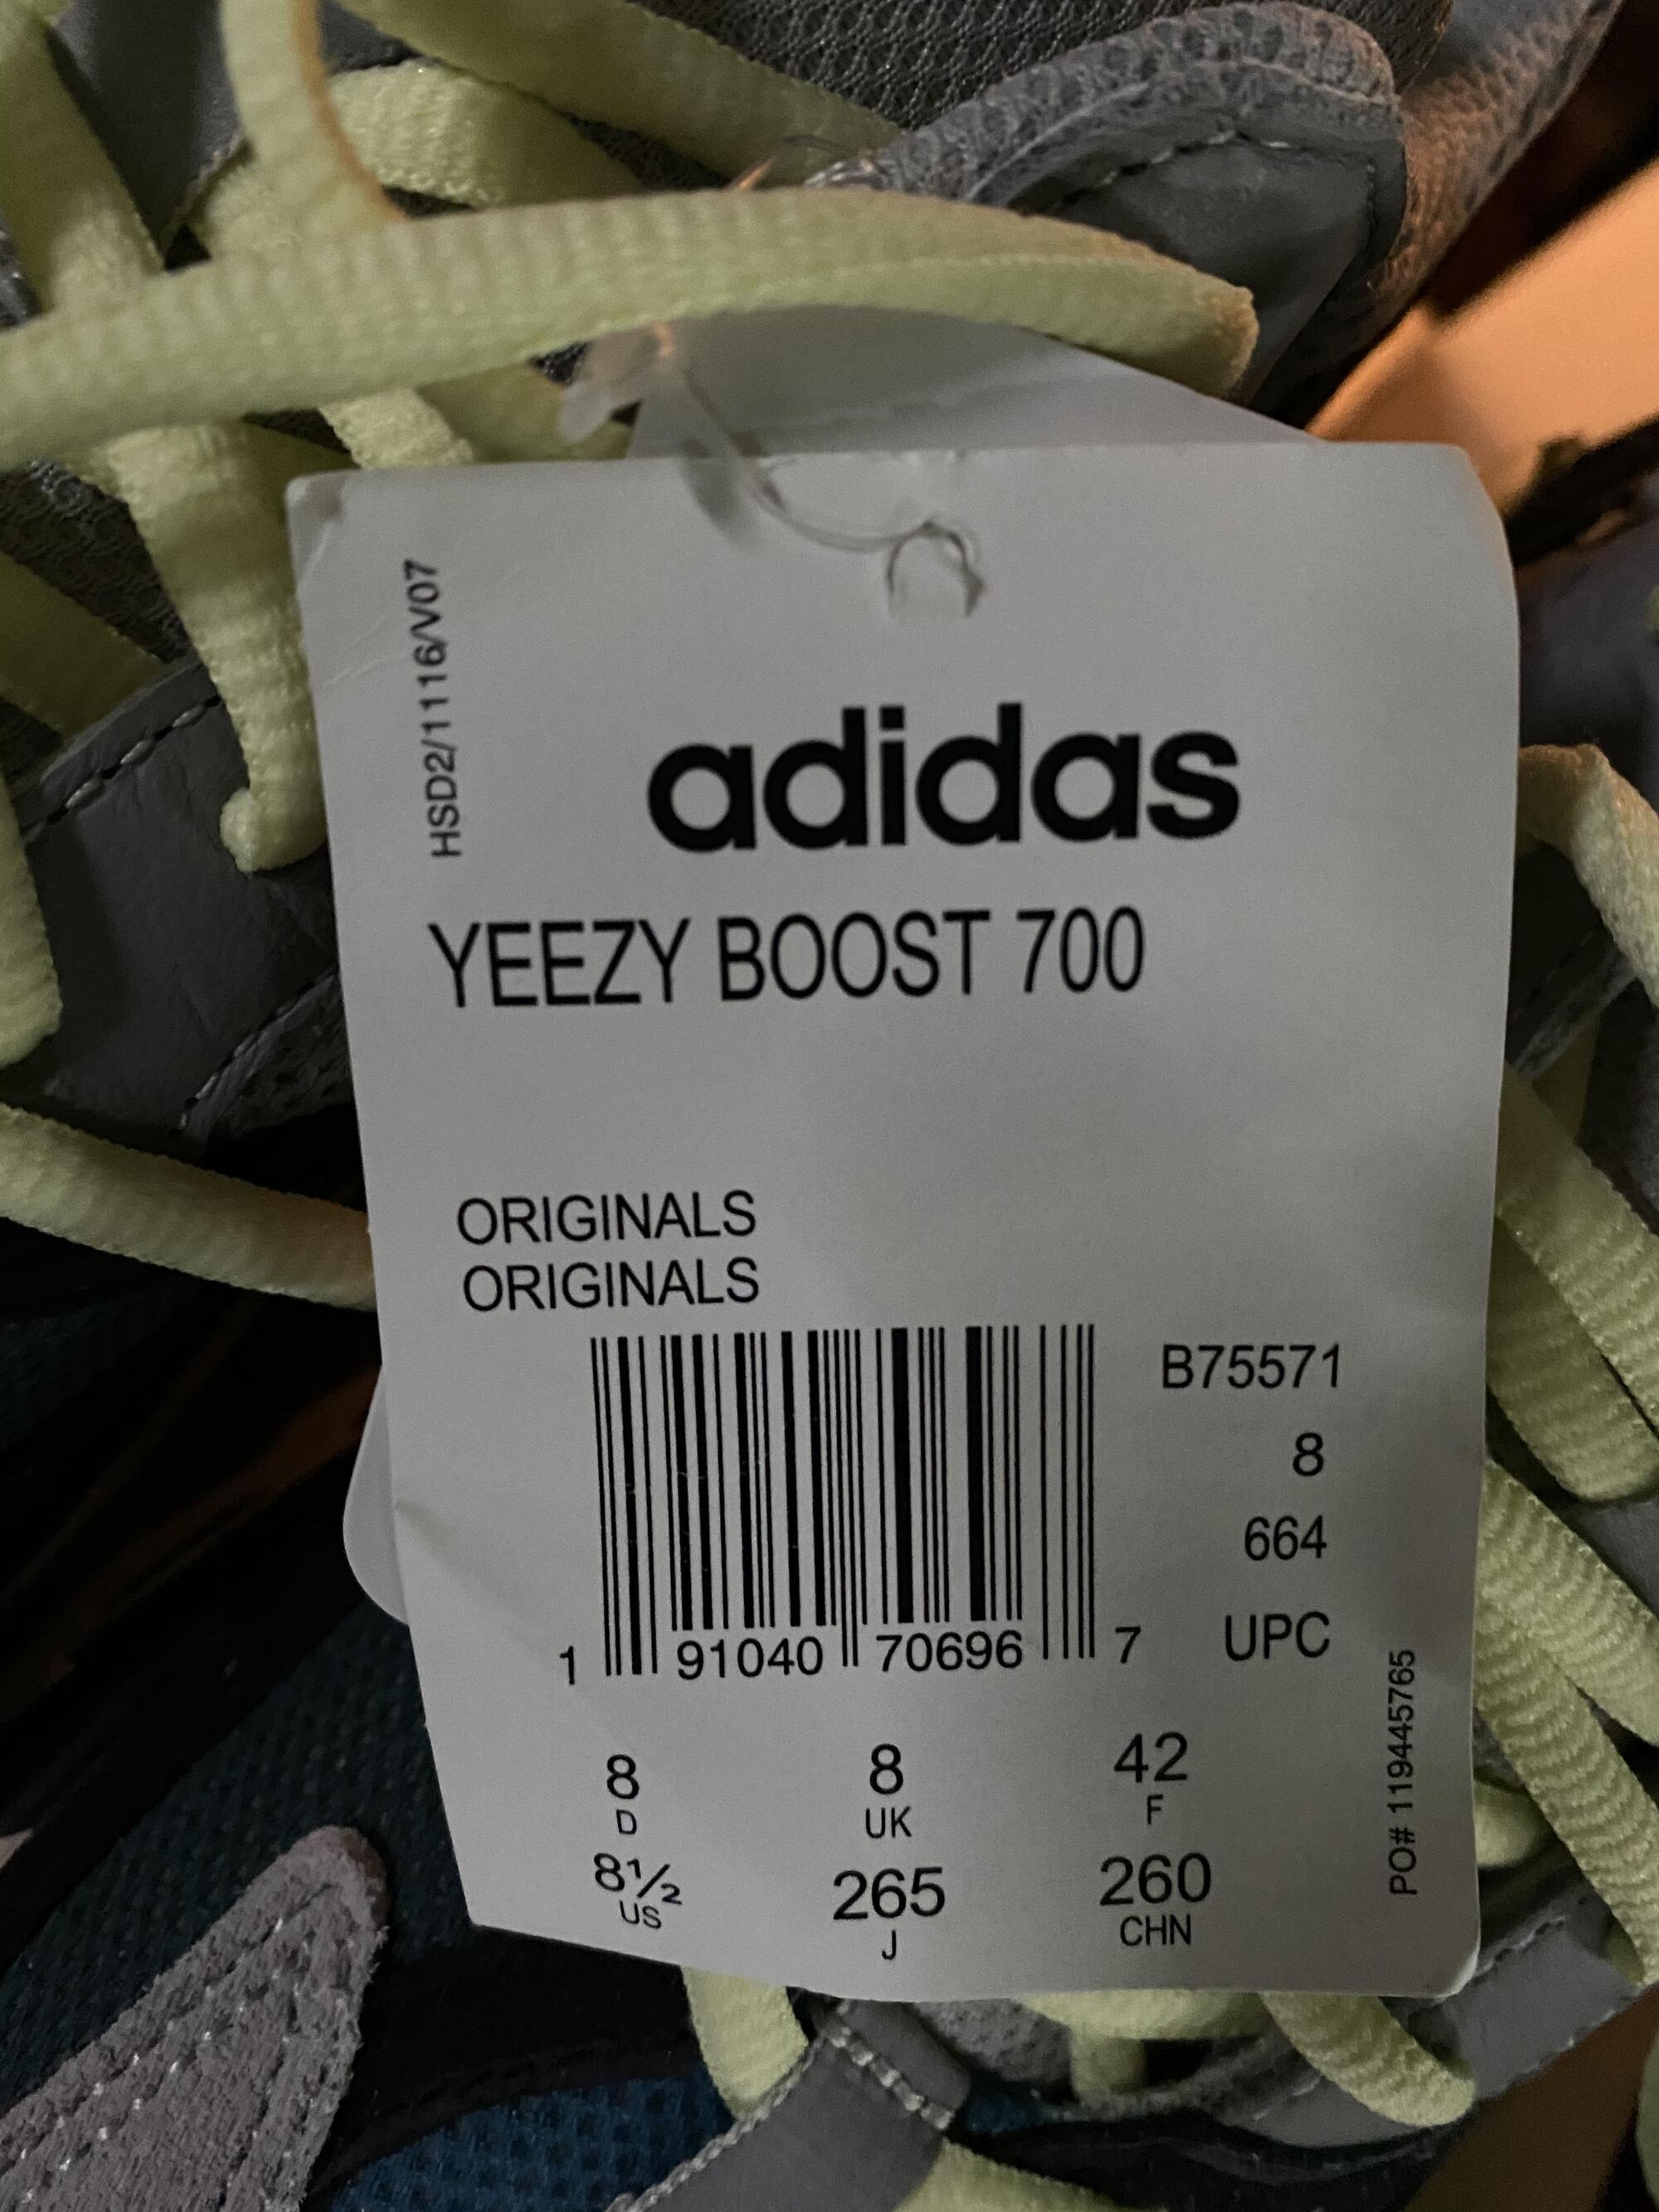 HSD2/1116/V07
adidas
YEEZY BOOST 700
ORIGINALS
ORIGINALS
B75571
8
664
UPC
1 91040 70696 7
PO# 119445765
8 8 42
D UK F
8½ 265 260
US J CHN